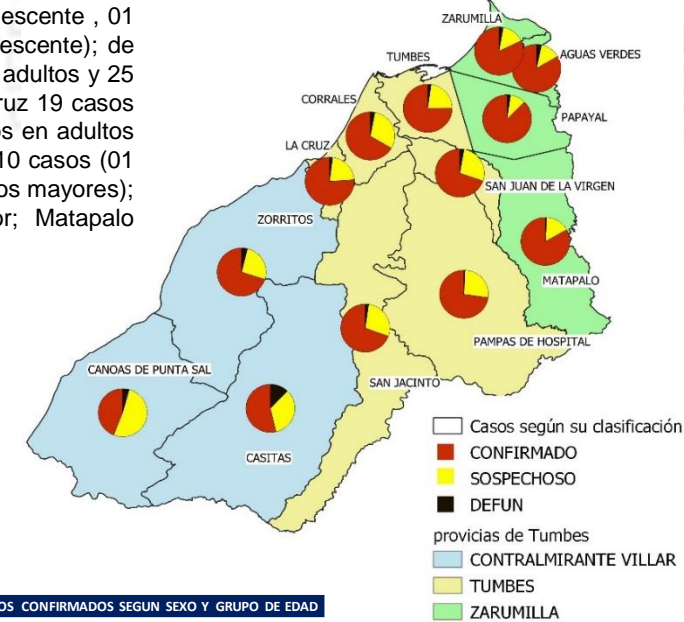 escente , 01
escente); de
adultos y 25
ruz 19 casos
os en adultos
10 casos (01
os mayores);
or; Matapalo
ZARUMILLA
AGUAS VERDES
TUMBES
PAPAYAL
CORRALES
LA CRUZ
SAN JUAN DE LA VIRGEN
ZORRITOS
MATAPALO
PAMPAS DE HOSPITAL
CANOAS DE PUNTA SAL
SAN JACINTO
CASITAS
Casos según su clasificación
CONFIRMADO
SOSPECHOSO
DEFUN
provicias de Tumbes
CONTRALMIRANTE VILLAR
TUMBES
ZARUMILLA
OS CONFIRMADOS SEGUN SEXO Y GRUPO DE EDAD